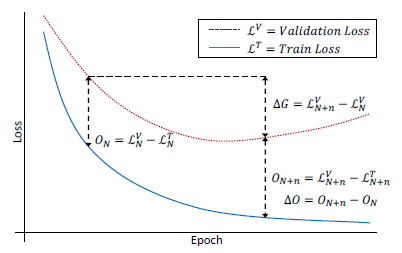 ℒ^V = Validation Loss
ℒ^T = Train Loss
ΔG = ℒ^V_{N+n} − ℒ^V_N
O_N = ℒ^V_N − ℒ^T_N
O_{N+n} = ℒ^V_{N+n} − ℒ^T_{N+n}
ΔO = O_{N+n} − O_N
Loss
Epoch